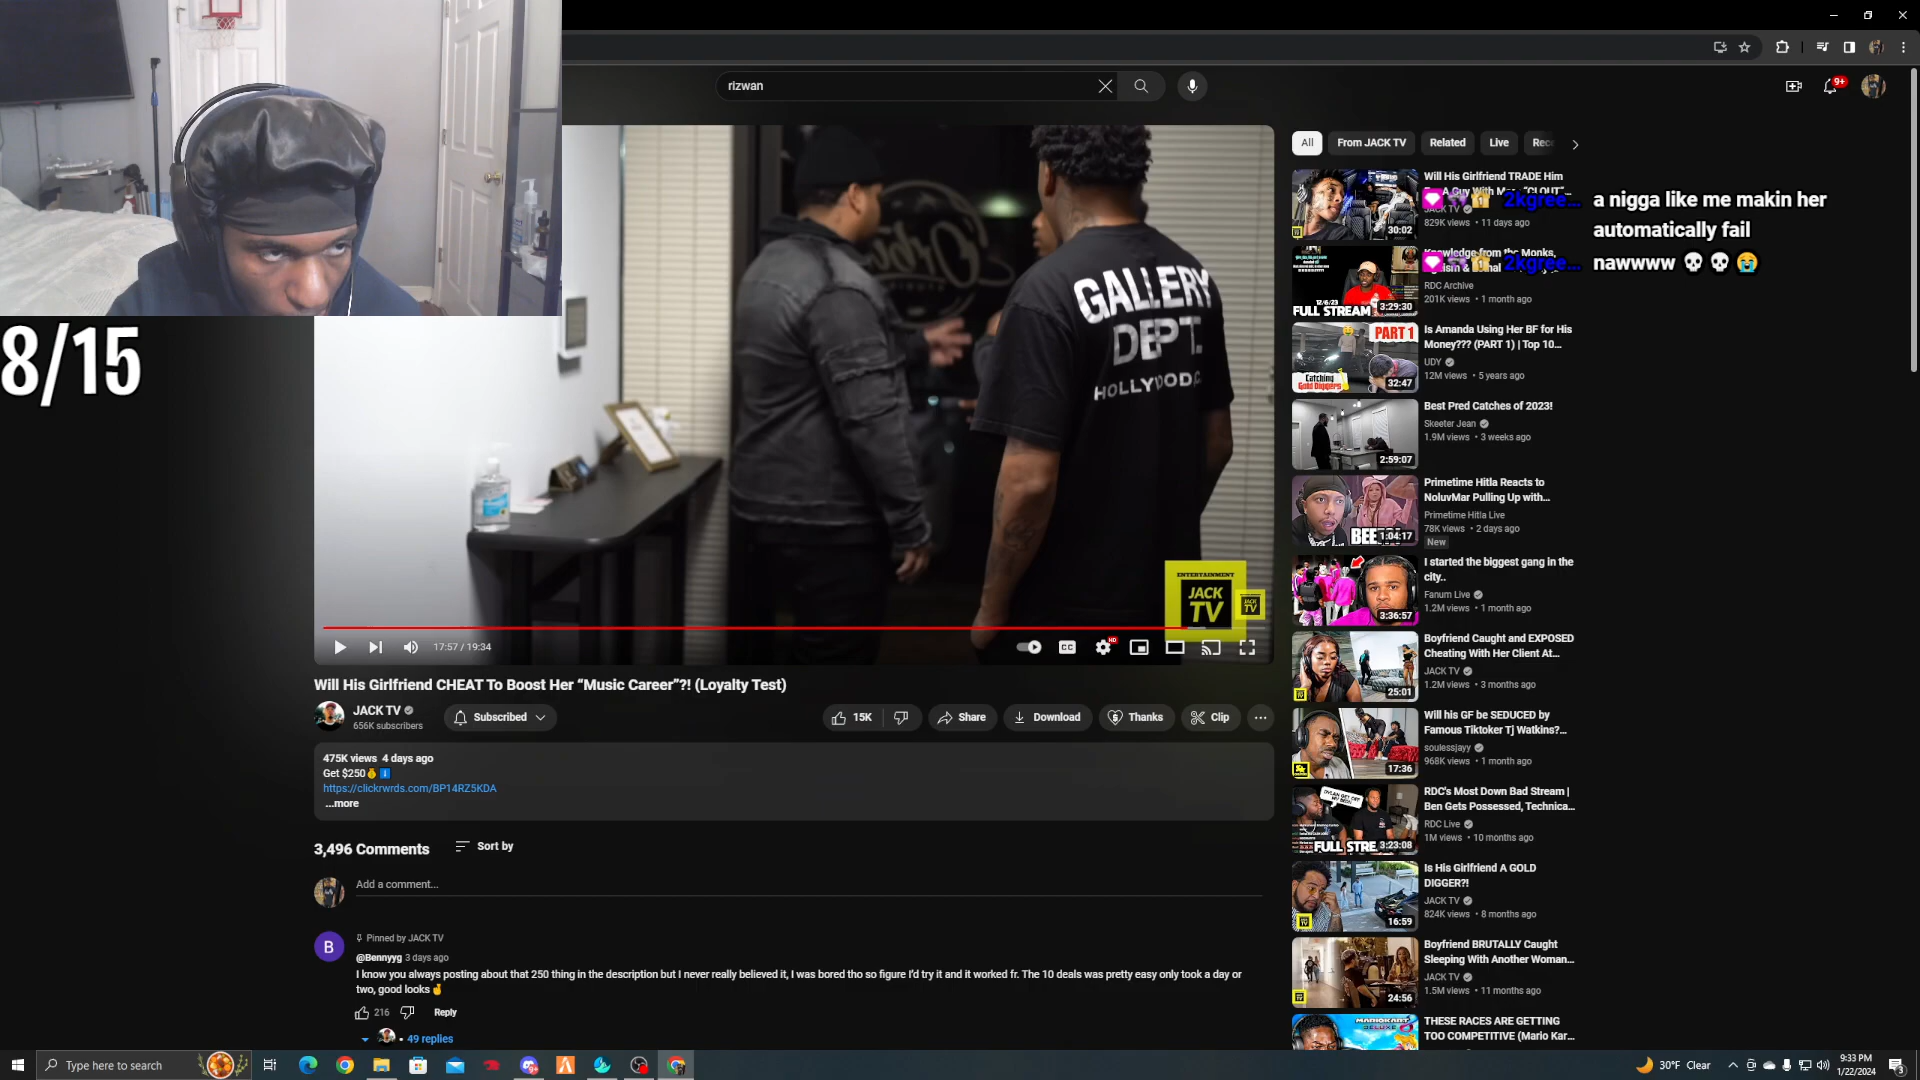 rizwan
9+
GALLERY
DEPT.
ENTERTAINMENT
JACK
TV
17:57 / 19:34
CC
HD
8/15
Will His Girlfriend CHEAT To Boost Her “Music Career”?! (Loyalty Test)
JACK TV
656K subscribers
Subscribed
15K
Share
Download
Thanks
Clip
475K views 4 days ago
Get $250
https://clickrwrds.com/BP14RZ5KDA
...more
3,496 Comments
Sort by
Add a comment...
B
Pinned by JACK TV
@Bennyyg 3 days ago
I know you always posting about that 250 thing in the description but I never really believed it, I was bored tho so figure I'd try it and it worked fr. The 10 deals was pretty easy only took a day or
two, good looks🤞
216
Reply
49 replies
All
From JACK TV
Related
Live
Will His Girlfriend TRADE Him
JACK TV
829K views • 11 days ago
30:02
2kgree...
a nigga like me makin her
automatically fail
2kgree...
nawwww 💀💀😭
Knowledge from the Monks,
RDC Archive
201K views • 1 month ago
FULL STREAM
3:29:30
Is Amanda Using Her BF for His
Money??? (PART 1) | Top 10...
UDY
12M views • 5 years ago
PART 1
Catching
Gold Diggers
32:47
Best Pred Catches of 2023!
Skeeter Jean
1.9M views • 3 weeks ago
2:59:07
Primetime Hitla Reacts to
NoluvMar Pulling Up with...
Primetime Hitla Live
78K views • 2 days ago
New
1:04:17
I started the biggest gang in the
city..
Fanum Live
1.2M views • 1 month ago
3:36:57
Boyfriend Caught and EXPOSED
Cheating With Her Client At...
JACK TV
1.2M views • 3 months ago
25:01
Will his GF be SEDUCED by
Famous Tiktoker Tj Watkins?...
soulessjayy
968K views • 1 month ago
17:36
RDC's Most Down Bad Stream |
Ben Gets Possessed, Technica...
RDC Live
1M views • 10 months ago
3:23:08
Is His Girlfriend A GOLD
DIGGER?!
JACK TV
824K views • 8 months ago
16:59
Boyfriend BRUTALLY Caught
Sleeping With Another Woman...
JACK TV
1.5M views • 11 months ago
24:56
THESE RACES ARE GETTING
TOO COMPETITIVE (Mario Kar...
Type here to search
30°F Clear
9:33 PM
1/22/2024
3